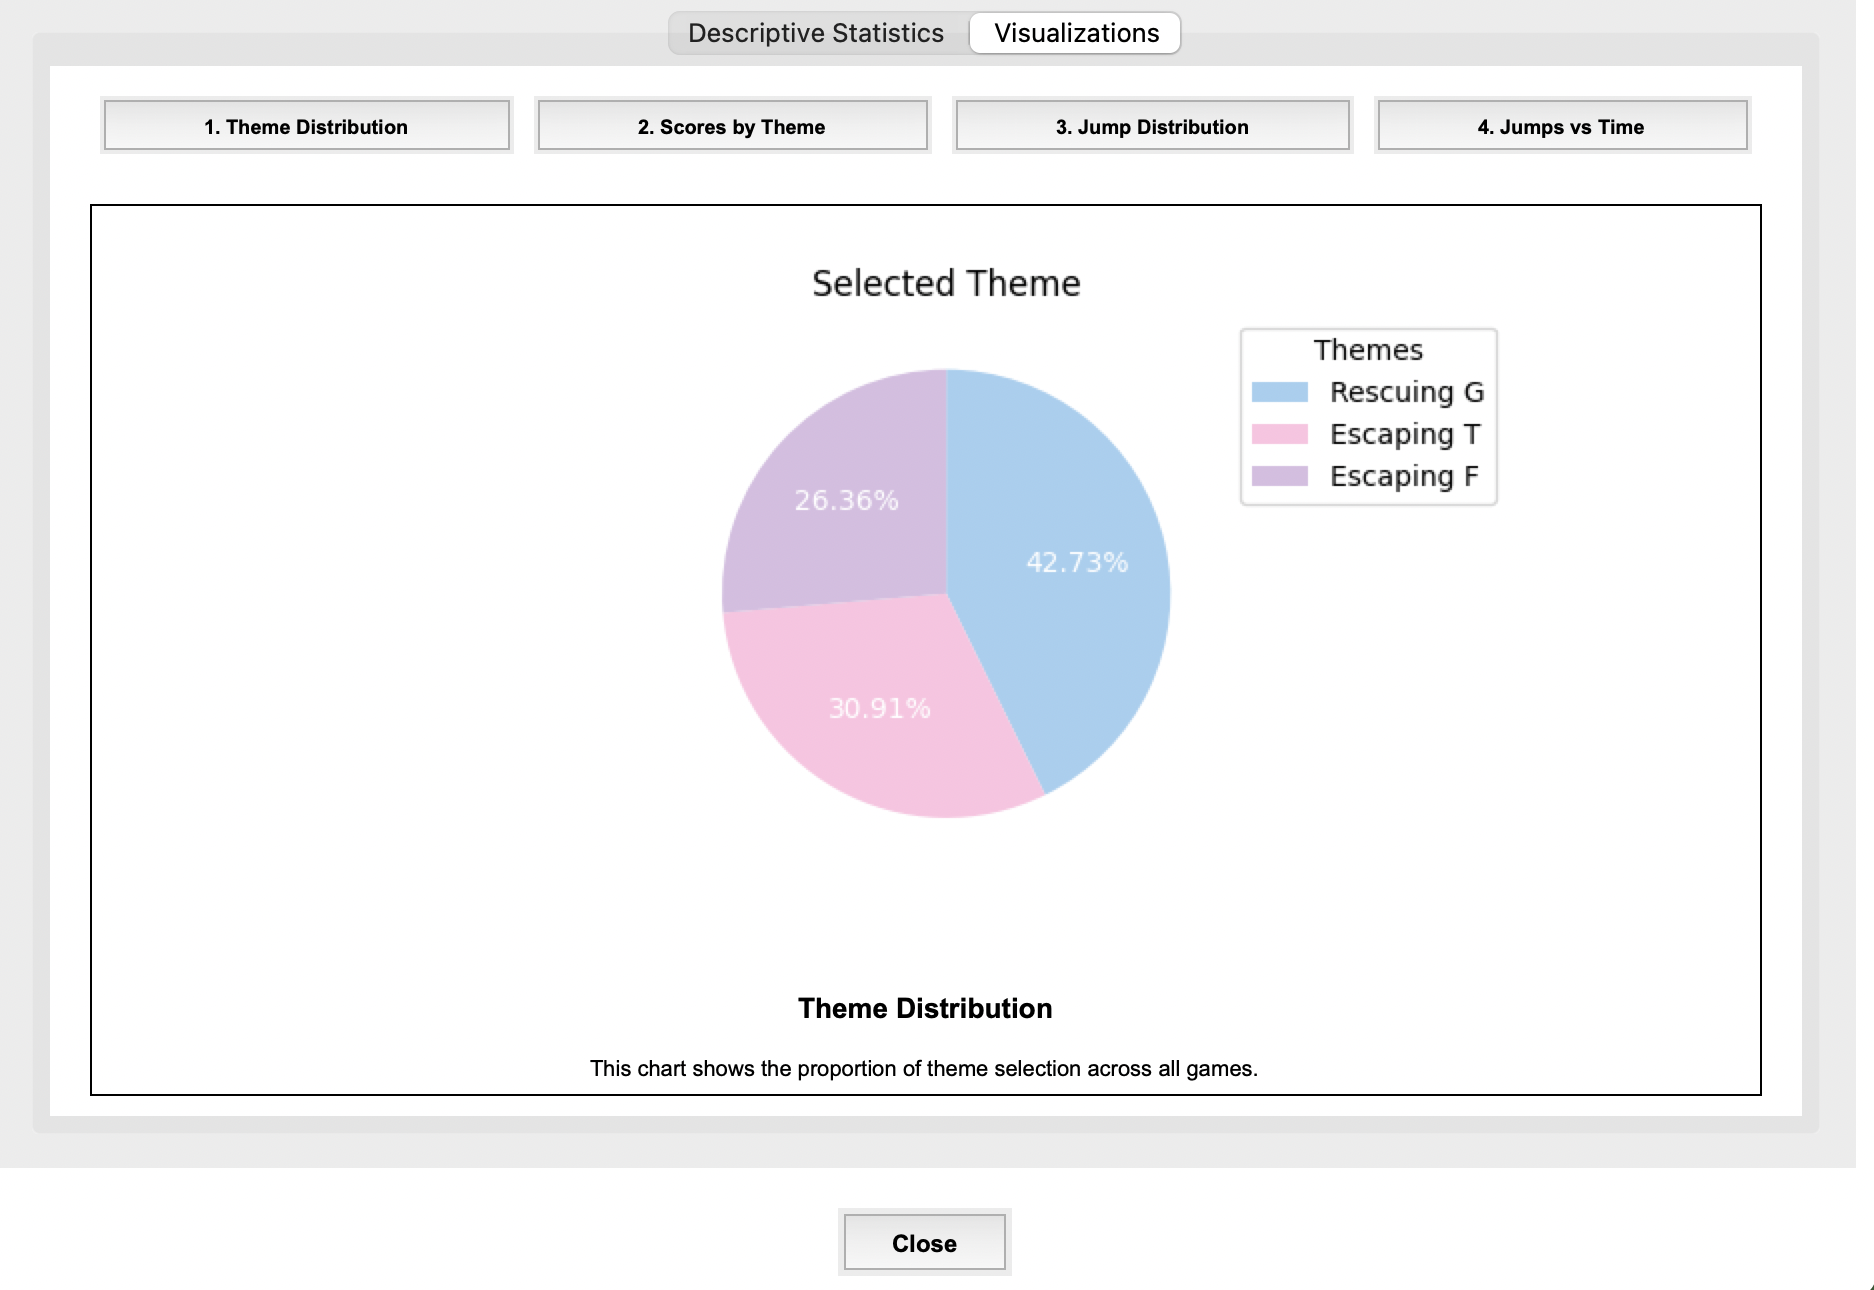 Descriptive Statistics
Visualizations
1. Theme Distribution
2. Scores by Theme
3. Jump Distribution
4. Jumps vs Time
Selected Theme
Themes
Rescuing G
Escaping T
Escaping F
26.36%
42.73%
30.91%
Theme Distribution
This chart shows the proportion of theme selection across all games.
Close